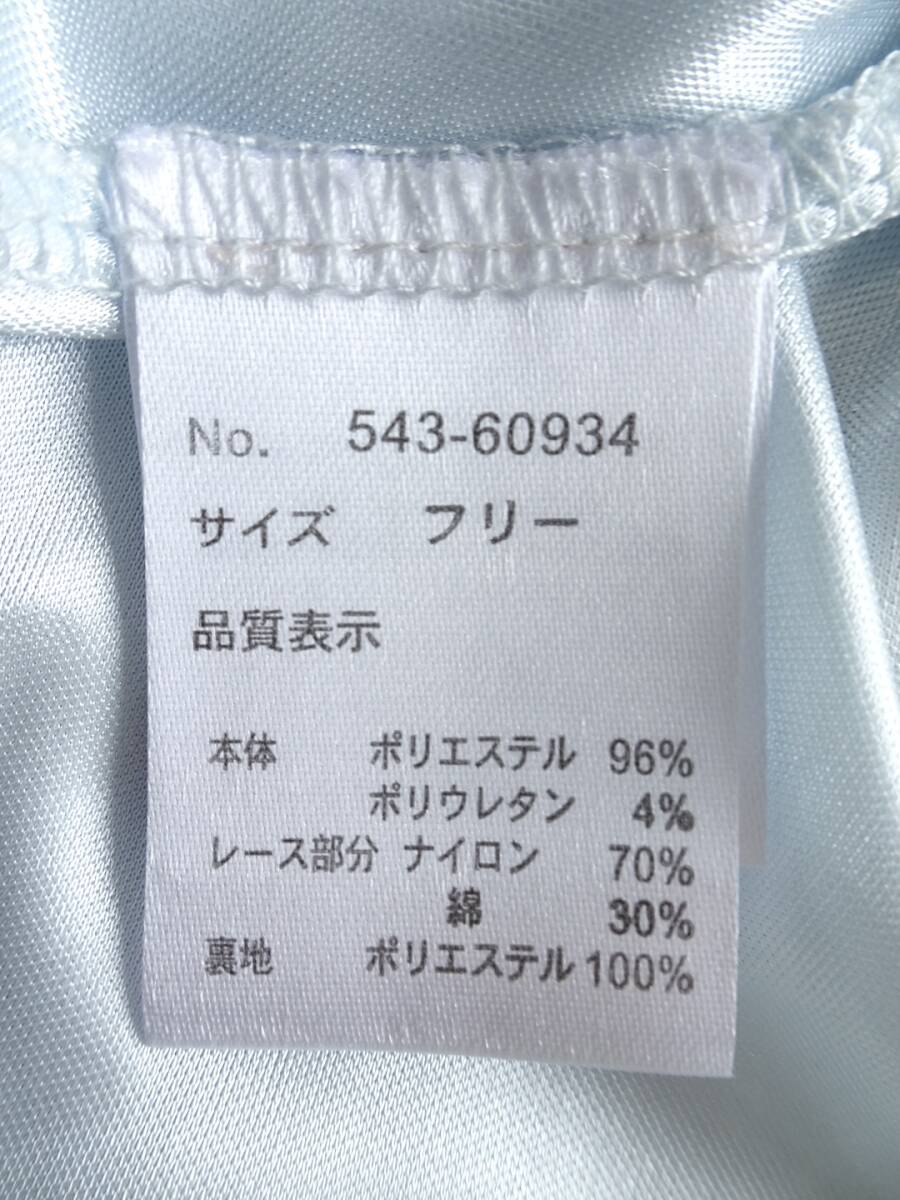 No. 543-60934
サイズ フリー
品質表示
本体 ポリエステル 96%
ポリウレタン 4%
レース部分 ナイロン 70%
綿 30%
裏地 ポリエステル 100%